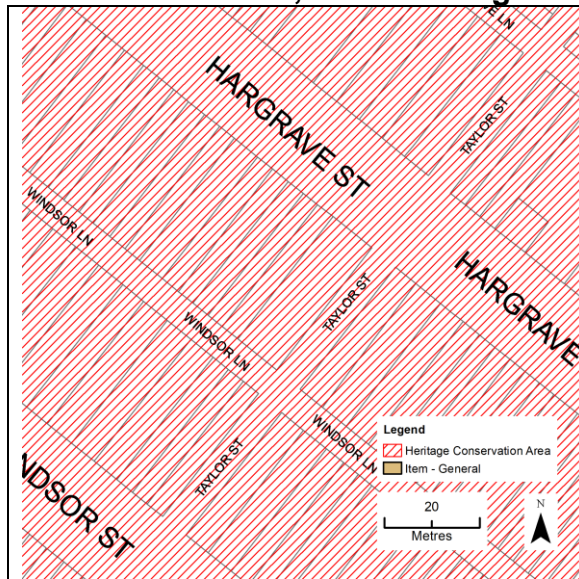 HARGRAVE ST
TAYLOR ST
WINDSOR LN
TAYLOR ST
HARGRAVE
WINDSOR LN
WINDSOR LN
TAYLOR ST
NDSOR ST
Legend
Heritage Conservation Area
Item - General
20
Metres
N